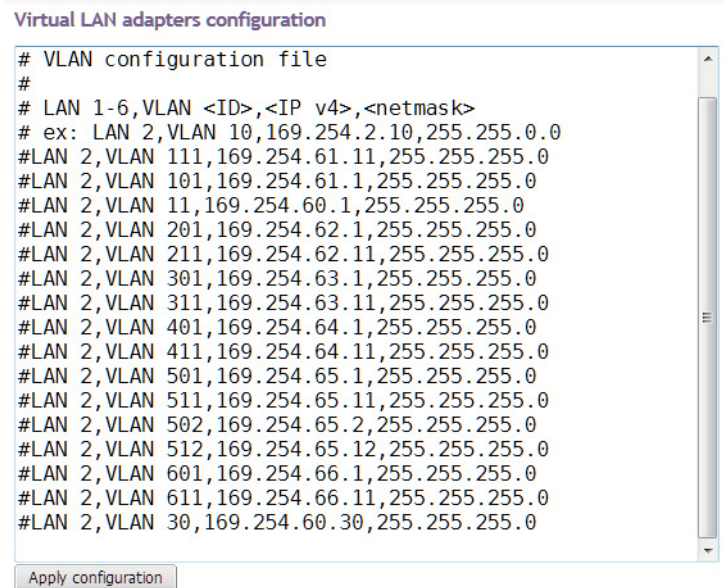 Virtual LAN adapters configuration
# VLAN configuration file
#
# LAN 1-6,VLAN <ID>,<IP v4>,<netmask>
# ex: LAN 2,VLAN 10,169.254.2.10,255.255.0.0
#LAN 2,VLAN 111,169.254.61.11,255.255.255.0
#LAN 2,VLAN 101,169.254.61.1,255.255.255.0
#LAN 2,VLAN 11,169.254.60.1,255.255.255.0
#LAN 2,VLAN 201,169.254.62.1,255.255.255.0
#LAN 2,VLAN 211,169.254.62.11,255.255.255.0
#LAN 2,VLAN 301,169.254.63.1,255.255.255.0
#LAN 2,VLAN 311,169.254.63.11,255.255.255.0
#LAN 2,VLAN 401,169.254.64.1,255.255.255.0
#LAN 2,VLAN 411,169.254.64.11,255.255.255.0
#LAN 2,VLAN 501,169.254.65.1,255.255.255.0
#LAN 2,VLAN 511,169.254.65.11,255.255.255.0
#LAN 2,VLAN 502,169.254.65.2,255.255.255.0
#LAN 2,VLAN 512,169.254.65.12,255.255.255.0
#LAN 2,VLAN 601,169.254.66.1,255.255.255.0
#LAN 2,VLAN 611,169.254.66.11,255.255.255.0
#LAN 2,VLAN 30,169.254.60.30,255.255.255.0
Apply configuration